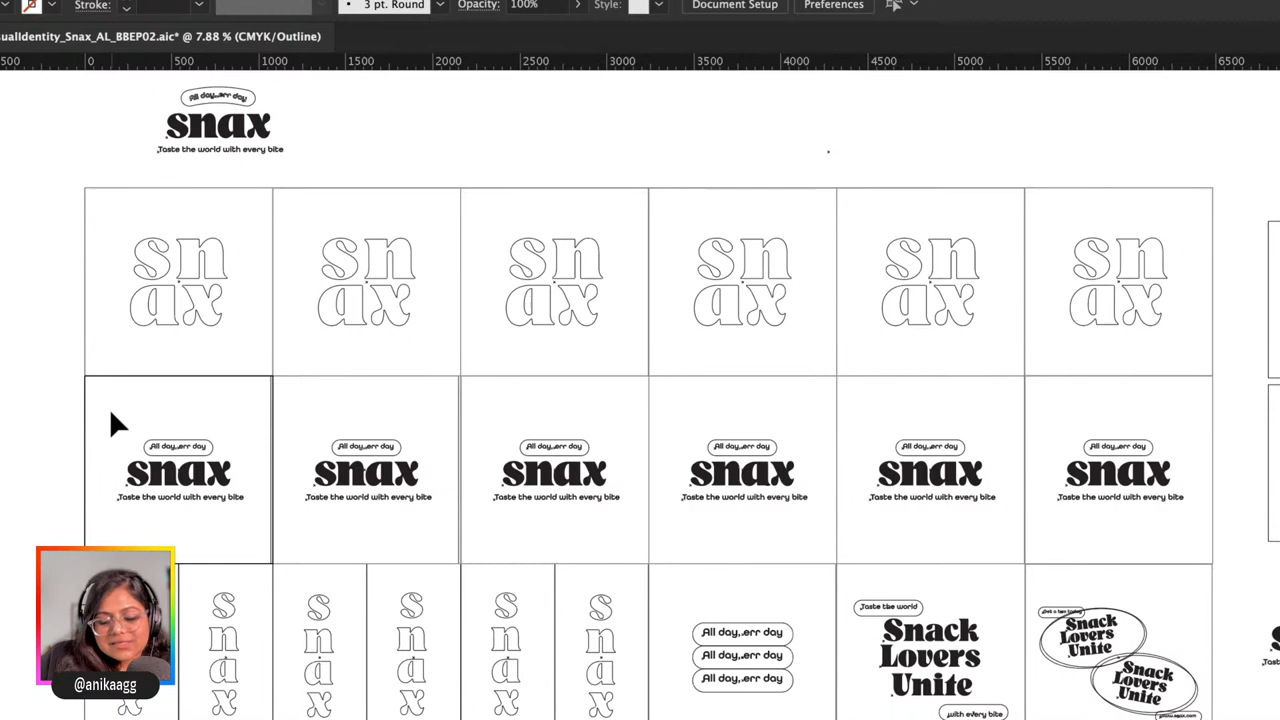 Stroke: 3 pt. Round Opacity: 100% Style: Document Setup Preferences
sualIdentity_Snax_AL_BBEP02.aic* @ 7.88 % (CMYK/Outline)
500 0 500 1000 1500 2000 2500 3000 3500 4000 4500 5000 5500 6000 6500
All day,.err day
snax
Taste the world with every bite
sn sn sn sn sn sn
ax ax ax ax ax ax
All day,.err day All day,.err day All day,.err day All day,.err day All day,.err day All day,.err day
snax snax snax snax snax snax
Taste the world with every bite Taste the world with every bite Taste the world with every bite Taste the world with every bite Taste the world with every bite Taste the world with every bite
s s s s s
n n n n n
a a a a a
x x x x x
All day,.err day
All day,.err day
All day,.err day
Taste the world
Snack
Lovers
Unite
with every bite
Snack
Lovers
Unite
Snack
Lovers
Unite
www.snax.com
@anikaagg